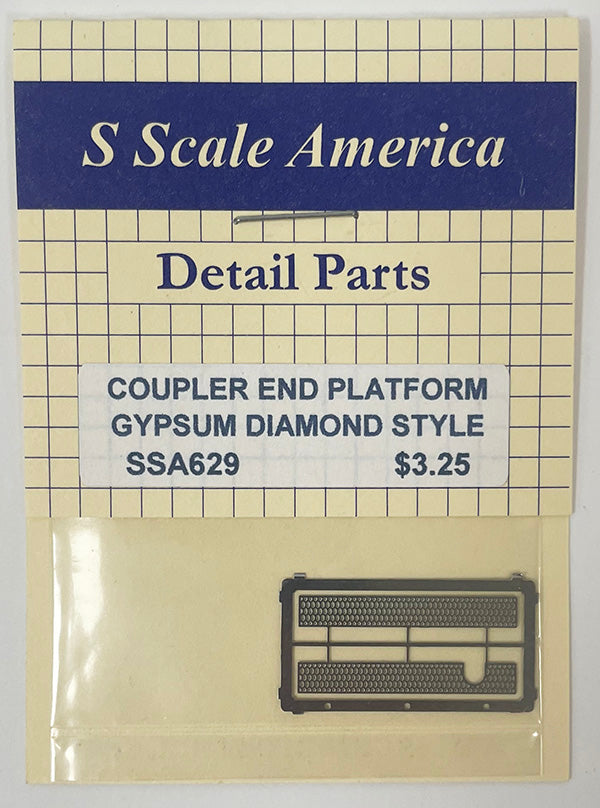 S Scale America
Detail Parts
COUPLER END PLATFORM
GYPSUM DIAMOND STYLE
SSA629 $3.25